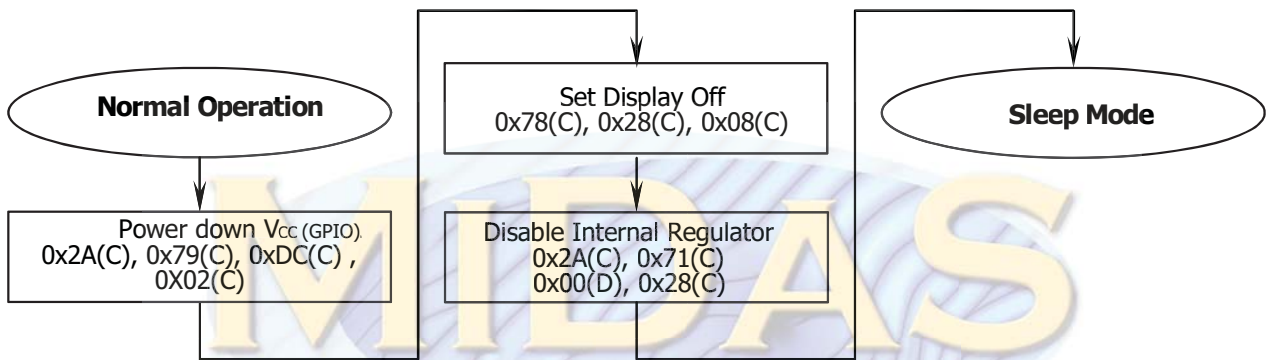 Normal Operation
Power down VCC (GPIO).
0x2A(C), 0x79(C), 0xDC(C) ,
0X02(C)
Set Display Off
0x78(C), 0x28(C), 0x08(C)
Disable Internal Regulator
0x2A(C), 0x71(C)
0x00(D), 0x28(C)
Sleep Mode
MIDAS